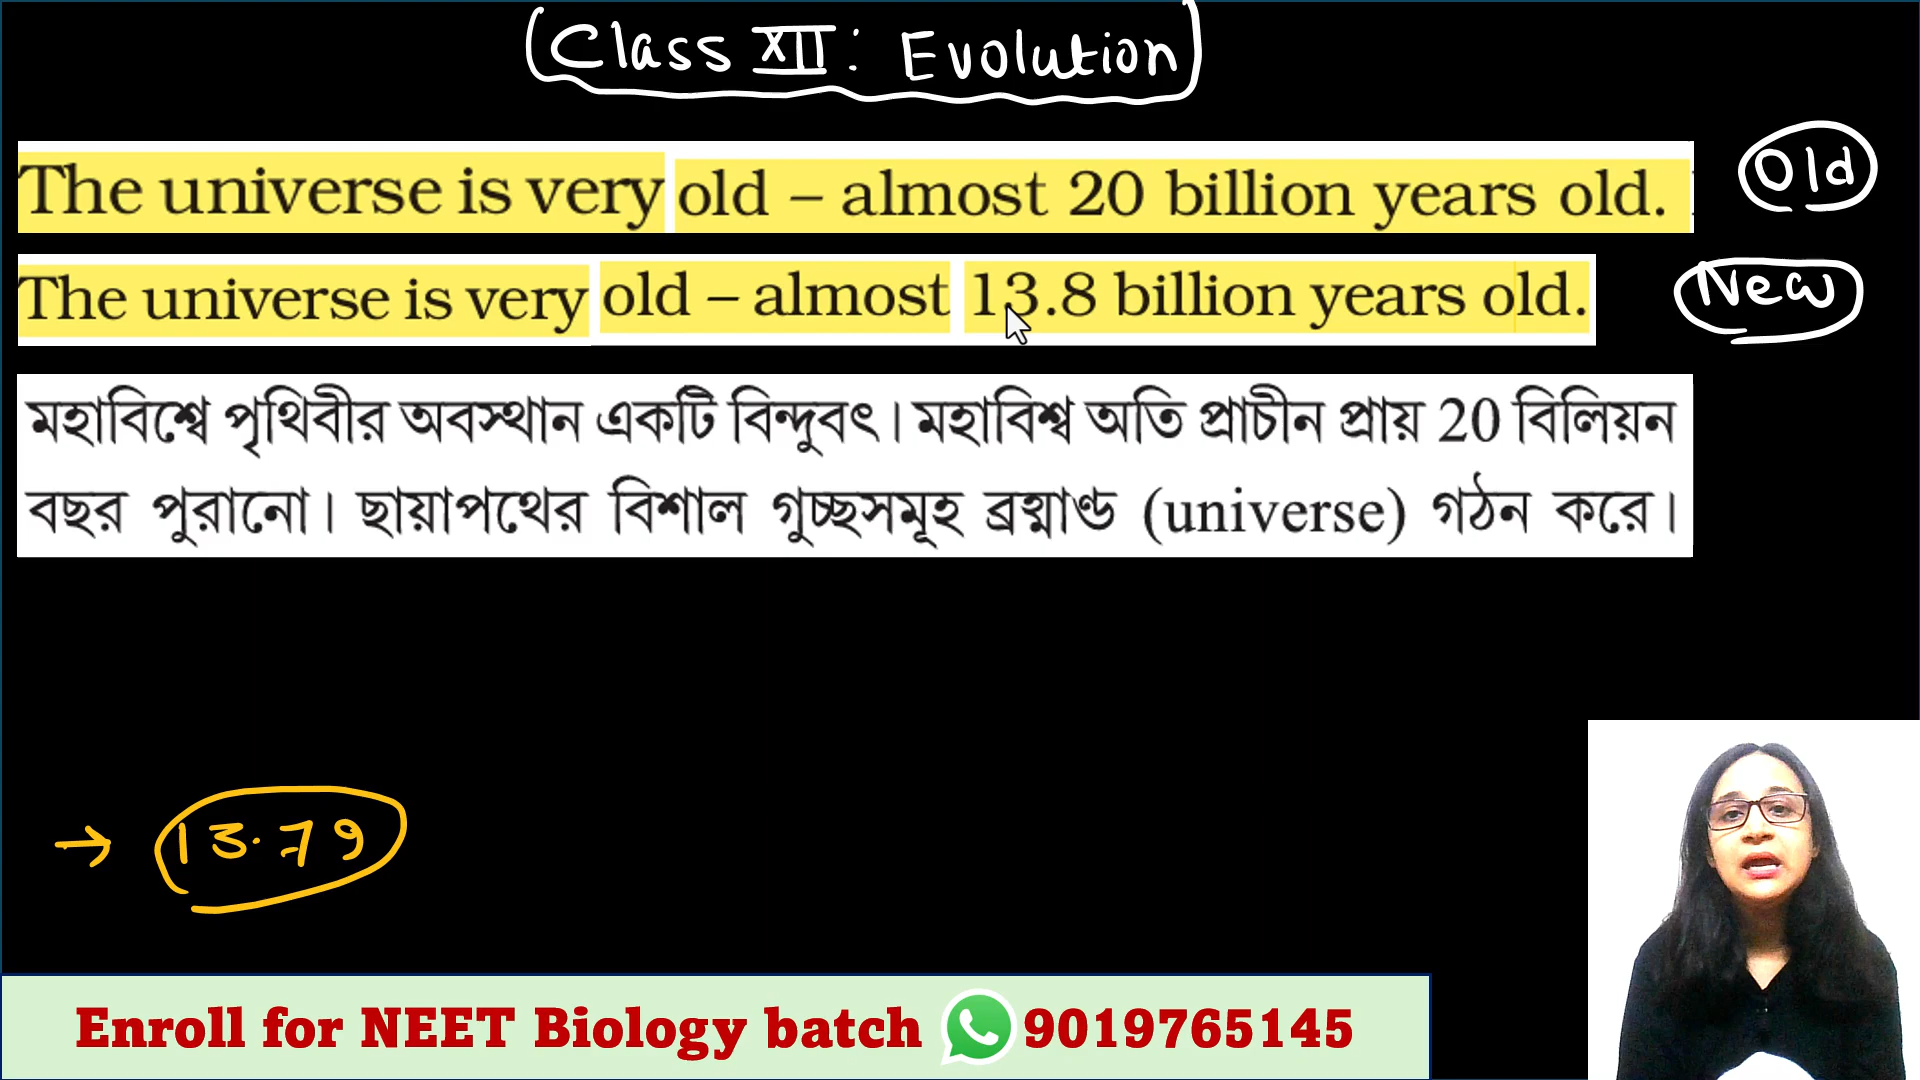 Class XII: Evolution
The universe is very old – almost 20 billion years old.
Old
The universe is very old – almost 13.8 billion years old.
New
মহাবিশ্বে পৃথিবীর অবস্থান একটি বিন্দুবৎ। মহাবিশ্ব অতি প্রাচীন প্রায় 20 বিলিয়ন
বছর পুরানো। ছায়াপথের বিশাল গুচ্ছসমূহ ব্রহ্মাণ্ড (universe) গঠন করে।
→ 13.79
Enroll for NEET Biology batch 9019765145